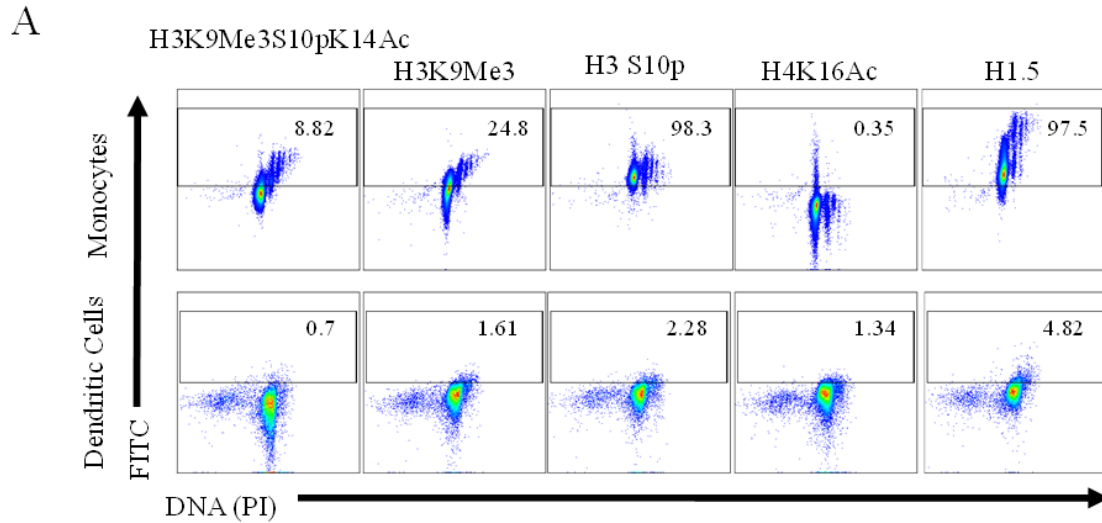 A
H3K9Me3S10pK14Ac
H3K9Me3
H3 S10p
H4K16Ac
H1.5
Monocytes
8.82
24.8
98.3
0.35
97.5
Dendritic Cells
0.7
1.61
2.28
1.34
4.82
FITC
DNA (PI)